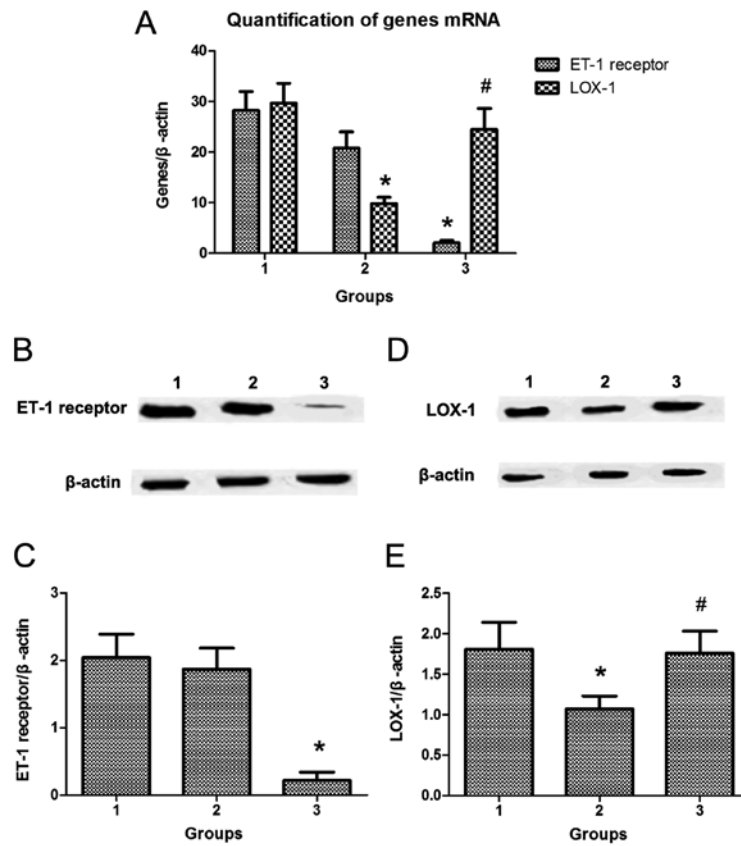 A
Quantification of genes mRNA
Genes/β -actin
40
30
20
10
0
*
*
#
1
2
3
Groups
ET-1 receptor
LOX-1
B
1 2 3
ET-1 receptor
β-actin
D
1 2 3
LOX-1
β-actin
C
ET-1 receptor/β -actin
3
2
1
0
*
1
2
3
Groups
E
LOX-1/β -actin
2.5
2.0
1.5
1.0
0.5
0.0
*
#
1
2
3
Groups